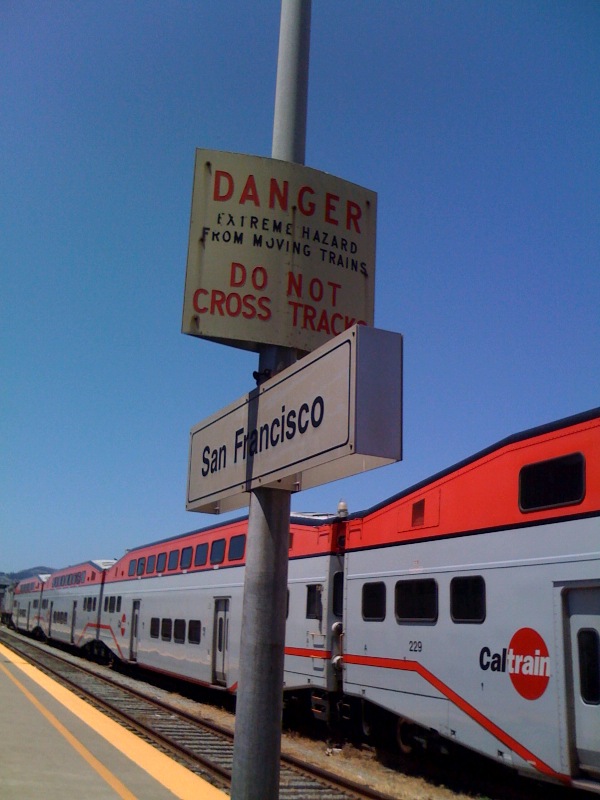 DANGER
EXTREME HAZARD
FROM MOVING TRAINS
DO NOT
CROSS TRACKS
San Francisco
229
Caltrain